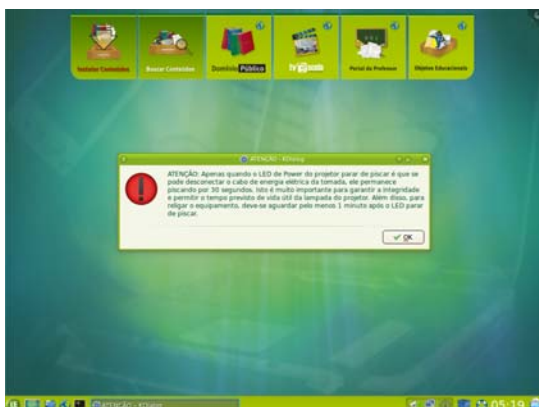 Instalar Conteúdos
Buscar Conteúdos
Domínio Público
TV Escola
Portal do Professor
Objetos Educacionais
ATENÇÃO - KDialog
ATENÇÃO: Apenas quando o LED de Power do projetor parar de piscar é que se
pode desconectar o cabo de energia elétrica da tomada, ele permanece
piscando por 30 segundos. Isto é muito importante para garantir a integridade
e permitir o tempo previsto de vida útil da lampada do projetor. Além disso, para
religar o equipamento, deve-se aguardar pelo menos 1 minuto após o LED parar
de piscar.
OK
ATENÇÃO - KDialog
05:19